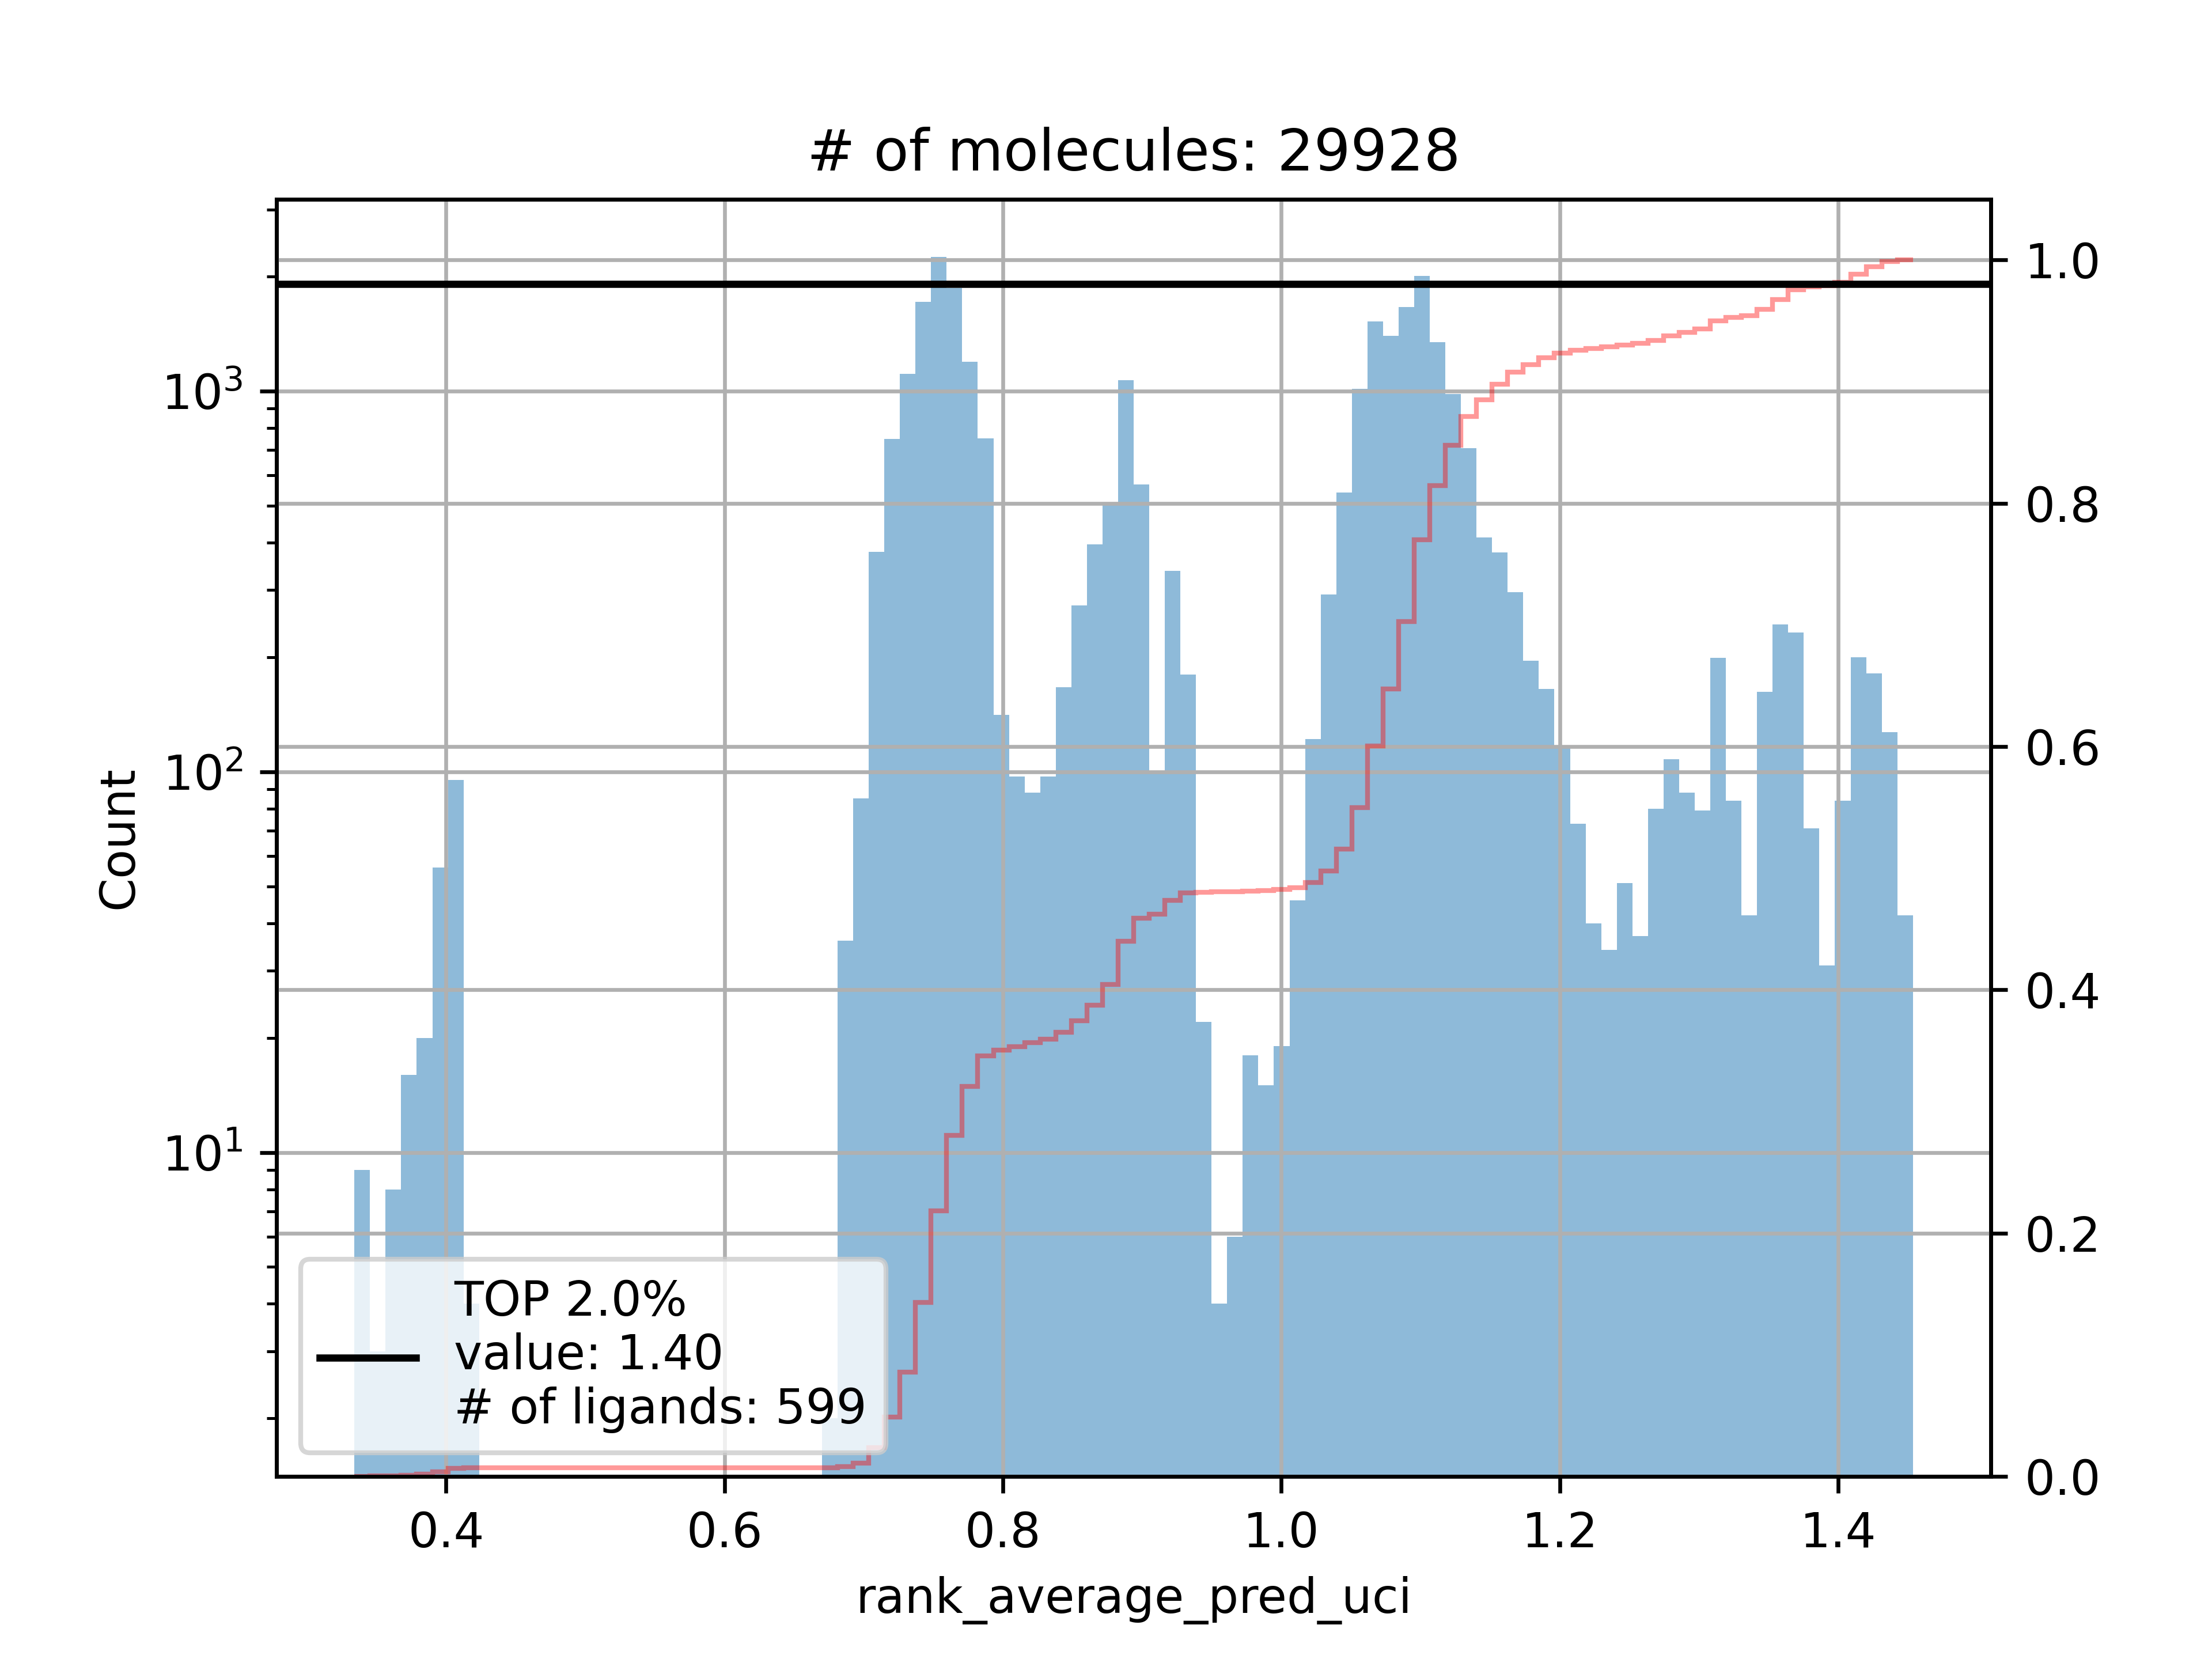 # of molecules: 29928
Count
10³
10²
10¹
1.0
0.8
0.6
0.4
0.2
0.0
TOP 2.0%
value: 1.40
# of ligands: 599
0.4 0.6 0.8 1.0 1.2 1.4
rank_average_pred_uci